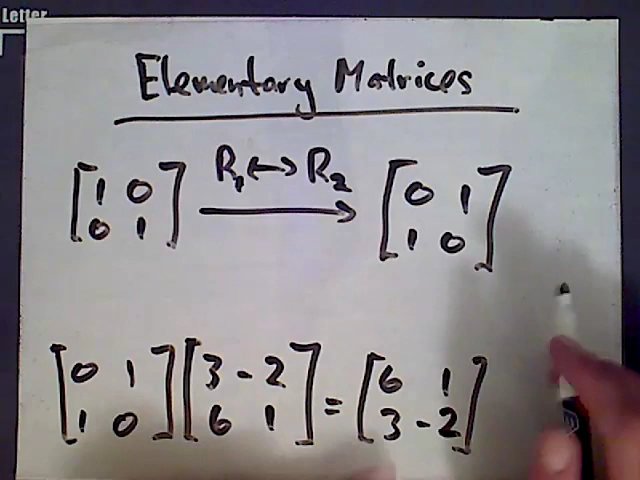 Letter
Elementary Matrices
[1 0] R₁↔R₂ [0 1]
[0 1] → [1 0]
[0 1][3 -2] = [6 1]
[1 0][6 1] [3 -2]